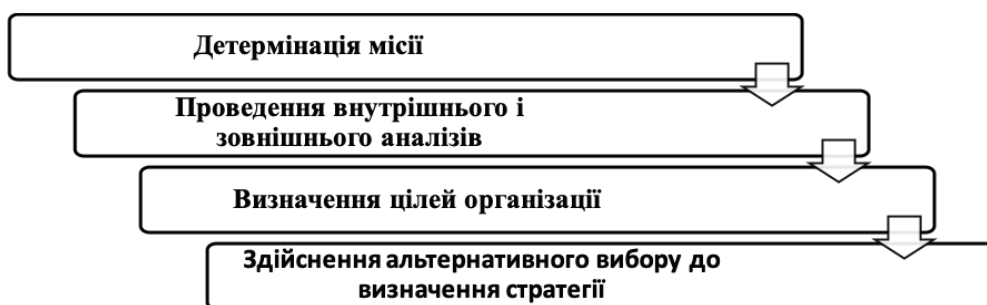 Детермінація місії
Проведення внутрішнього і
зовнішнього аналізів
Визначення цілей організації
Здійснення альтернативного вибору до
визначення стратегії